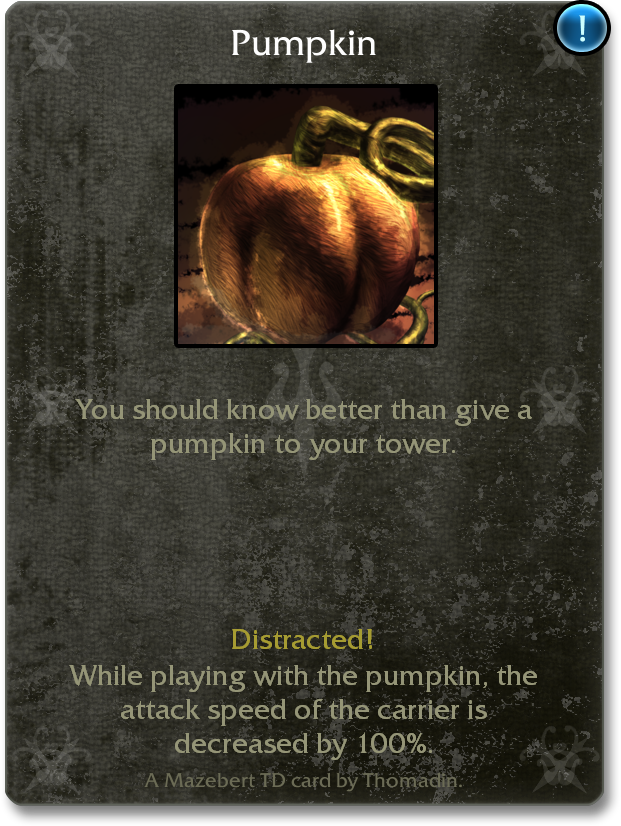 Pumpkin
!
You should know better than give a
pumpkin to your tower.
Distracted!
While playing with the pumpkin, the
attack speed of the carrier is
decreased by 100%.
A Mazebert TD card by Thomadin.